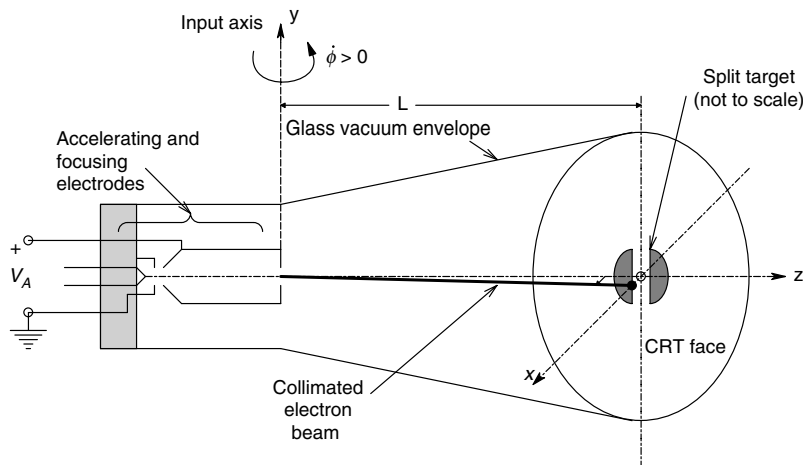 Input axis
y
ϕ̇ > 0
L
Split target
(not to scale)
Glass vacuum envelope
Accelerating and
focusing
electrodes
+
V_A
z
CRT face
x
Collimated
electron
beam